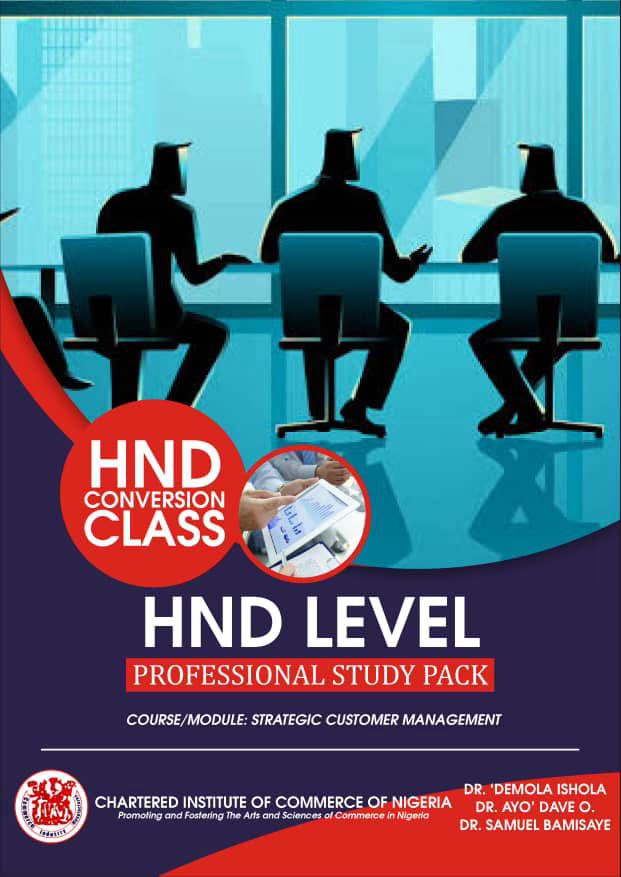 HND
CONVERSION
CLASS
HND LEVEL
PROFESSIONAL STUDY PACK
COURSE/MODULE: STRATEGIC CUSTOMER MANAGEMENT
CHARTERED INSTITUTE OF COMMERCE OF NIGERIA
Promoting and Fostering The Arts and Sciences of Commerce in Nigeria
DR. 'DEMOLA ISHOLA
DR. AYO' DAVE O.
DR. SAMUEL BAMISAYE